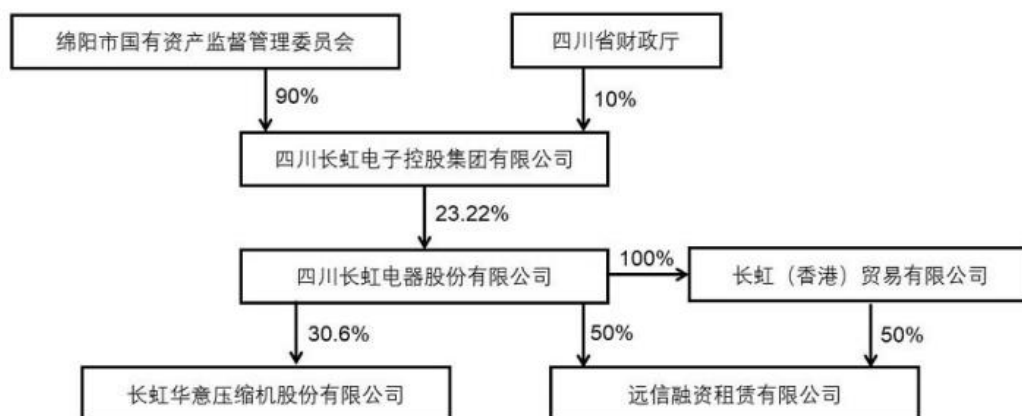 绵阳市国有资产监督管理委员会
四川省财政厅
90%
10%
四川长虹电子控股集团有限公司
23.22%
四川长虹电器股份有限公司
100%
长虹（香港）贸易有限公司
30.6%
50%
50%
长虹华意压缩机股份有限公司
远信融资租赁有限公司